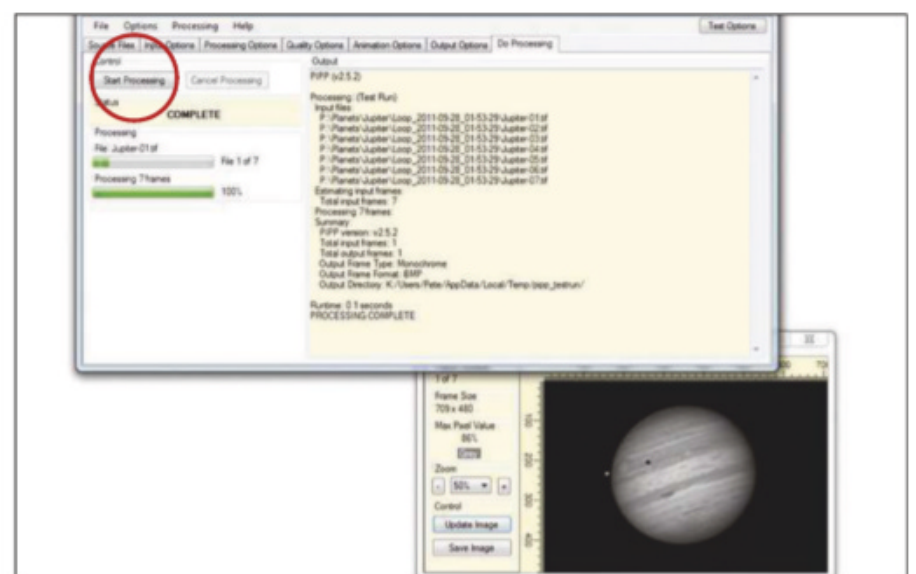 File Options Processing Help
Test Options
Source Files Input Options Processing Options Quality Options Animation Options Output Options Do Processing
Control
Start Processing Cancel Processing
Status
COMPLETE
Processing
File: Jupiter-01.tif
File 1 of 7
Processing 7 frames
100%
Output
PIPP (v2.5.2)
Processing: (Test Run)
Input files:
P:\Planets\Jupiter\Loop_2011-09-28_01-53-29\Jupiter-01.tif
P:\Planets\Jupiter\Loop_2011-09-28_01-53-29\Jupiter-02.tif
P:\Planets\Jupiter\Loop_2011-09-28_01-53-29\Jupiter-03.tif
P:\Planets\Jupiter\Loop_2011-09-28_01-53-29\Jupiter-04.tif
P:\Planets\Jupiter\Loop_2011-09-28_01-53-29\Jupiter-05.tif
P:\Planets\Jupiter\Loop_2011-09-28_01-53-29\Jupiter-06.tif
P:\Planets\Jupiter\Loop_2011-09-28_01-53-29\Jupiter-07.tif
Estimating input frames:
Total input frames: 7
Processing 7 frames:
Summary:
PIPP version: v2.5.2
Total input frames: 1
Total output frames: 1
Output Frame Type: Monochrome
Output Frame Format: BMP
Output Directory: K:/Users/Pete/AppData/Local/Temp/pipp_testrun/
Runtime: 0.1 seconds
PROCESSING COMPLETE
1 of 7
Frame Size
709 x 480
Max Pixel Value
86%
Grey
Zoom
- 50% +
Control
Update Image
Save Image
100
200
300
400